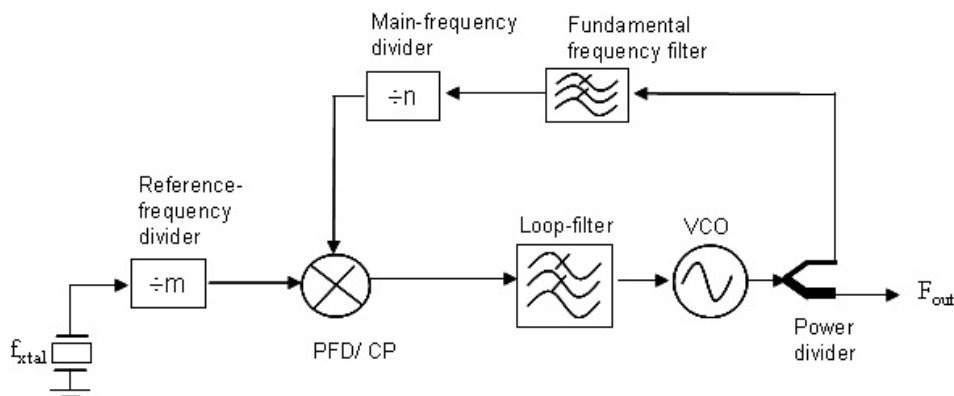 Main-frequency
divider
Fundamental
frequency filter
÷n
Reference-
frequency
divider
Loop-filter
VCO
÷m
F_out
f_xtal
PFD/ CP
Power
divider